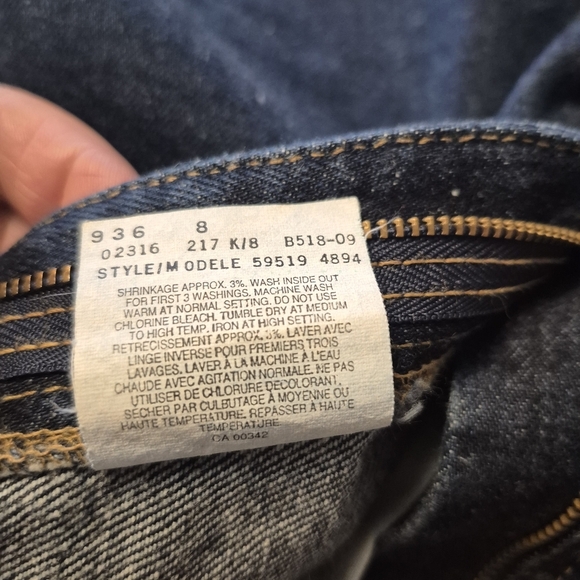 936 8
02316 217 K/8 B518-09
STYLE/MODELE 59519 4894
SHRINKAGE APPROX. 3%. WASH INSIDE OUT
FOR FIRST 3 WASHINGS. MACHINE WASH
WARM AT NORMAL SETTING. DO NOT USE
CHLORINE BLEACH. TUMBLE DRY AT MEDIUM
TO HIGH TEMP. IRON AT HIGH SETTING.
RETRECISSEMENT APPROX. 3%. LAVER AVEC
LINGE INVERSE POUR PREMIERS TROIS
LAVAGES. LAVER À LA MACHINE À L'EAU
CHAUDE AVEC AGITATION NORMALE. NE PAS
UTILISER DE CHLORURE DECOLORANT.
SÉCHER PAR CULBUTAGE À MOYENNE OU
HAUTE TEMPÉRATURE. REPASSER À HAUTE
TEMPÉRATURE
CA 00342